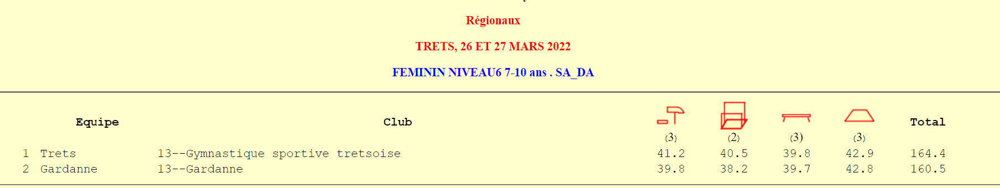 Régionaux
TRETS, 26 ET 27 MARS 2022
FEMININ NIVEAU6 7-10 ans . SA_DA
Equipe Club Total
(3) (2) (3) (3)
1 Trets 13--Gymnastique sportive tretsoise 41.2 40.5 39.8 42.9 164.4
2 Gardanne 13--Gardanne 39.8 38.2 39.7 42.8 160.5